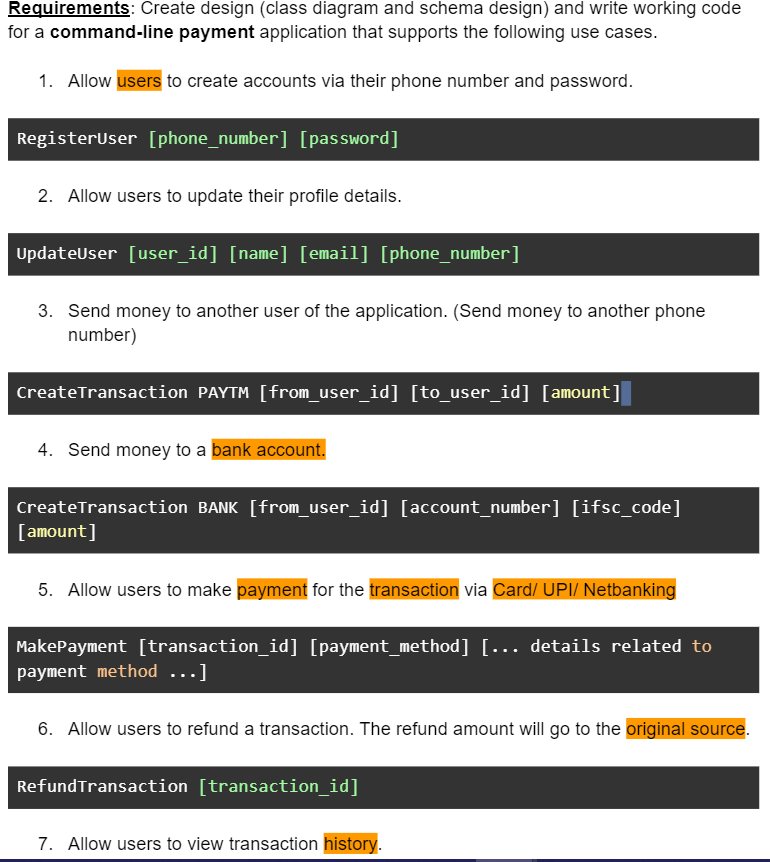 Requirements: Create design (class diagram and schema design) and write working code
for a command-line payment application that supports the following use cases.
1. Allow users to create accounts via their phone number and password.
RegisterUser [phone_number] [password]
2. Allow users to update their profile details.
UpdateUser [user_id] [name] [email] [phone_number]
3. Send money to another user of the application. (Send money to another phone
number)
CreateTransaction PAYTM [from_user_id] [to_user_id] [amount]
4. Send money to a bank account.
CreateTransaction BANK [from_user_id] [account_number] [ifsc_code]
[amount]
5. Allow users to make payment for the transaction via Card/ UPI/ Netbanking
MakePayment [transaction_id] [payment_method] [... details related to
payment method ...]
6. Allow users to refund a transaction. The refund amount will go to the original source.
RefundTransaction [transaction_id]
7. Allow users to view transaction history.